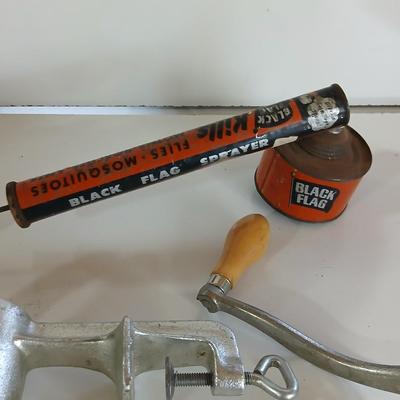 BLACK FLAG
Kills
FLIES • MOSQUITOES
BLACK FLAG SPRAYER
BLACK
FLAG